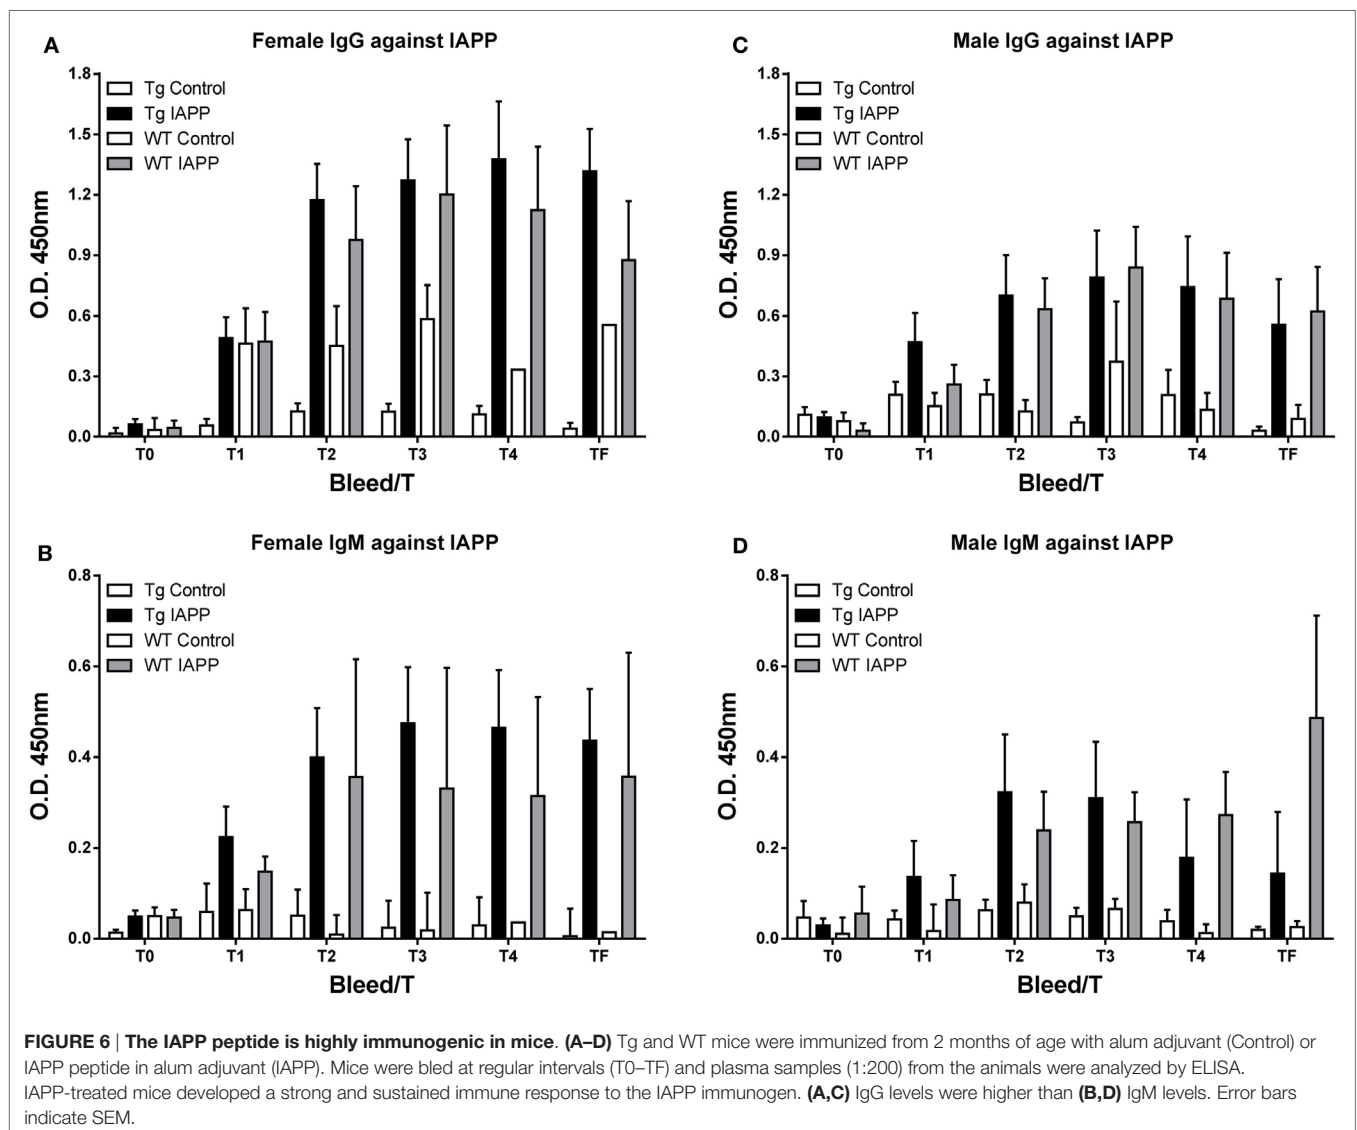 A
Female IgG against IAPP
O.D. 450nm
1.8
1.5
1.2
0.9
0.6
0.3
0.0
Tg Control
Tg IAPP
WT Control
WT IAPP
T0 T1 T2 T3 T4 TF
Bleed/T
C
Male IgG against IAPP
O.D. 450nm
1.8
1.5
1.2
0.9
0.6
0.3
0.0
Tg Control
Tg IAPP
WT Control
WT IAPP
T0 T1 T2 T3 T4 TF
Bleed/T
B
Female IgM against IAPP
O.D. 450nm
0.8
0.6
0.4
0.2
0.0
Tg Control
Tg IAPP
WT Control
WT IAPP
T0 T1 T2 T3 T4 TF
Bleed/T
D
Male IgM against IAPP
O.D. 450nm
0.8
0.6
0.4
0.2
0.0
Tg Control
Tg IAPP
WT Control
WT IAPP
T0 T1 T2 T3 T4 TF
Bleed/T
FIGURE 6 | The IAPP peptide is highly immunogenic in mice. (A–D) Tg and WT mice were immunized from 2 months of age with alum adjuvant (Control) or
IAPP peptide in alum adjuvant (IAPP). Mice were bled at regular intervals (T0–TF) and plasma samples (1:200) from the animals were analyzed by ELISA.
IAPP-treated mice developed a strong and sustained immune response to the IAPP immunogen. (A,C) IgG levels were higher than (B,D) IgM levels. Error bars
indicate SEM.